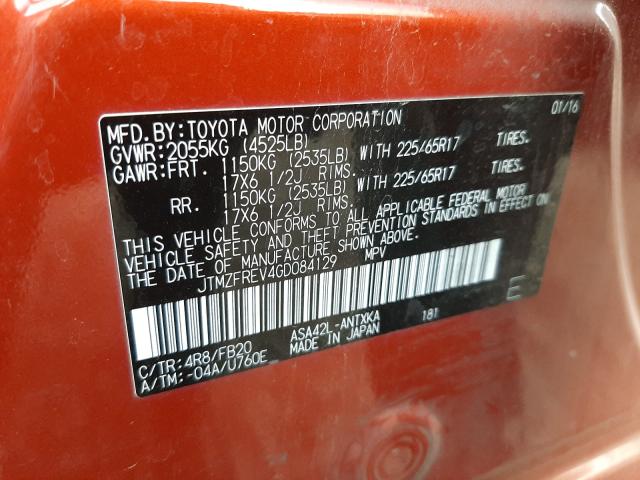 MFD.BY:TOYOTA MOTOR CORPORATION 01/16
GVWR:2055KG (4525LB)
GAWR:FRT. 1150KG (2535LB) WITH 225/65R17 TIRES.
17X6 1/2J RIMS.
RR. 1150KG (2535LB) WITH 225/65R17 TIRES.
17X6 1/2J RIMS.
THIS VEHICLE CONFORMS TO ALL APPLICABLE FEDERAL MOTOR
VEHICLE SAFETY AND THEFT PREVENTION STANDARDS IN EFFECT ON
THE DATE OF MANUFACTURE SHOWN ABOVE.
JTMZFREV4GD084129 MPV
E
C/TR:4R8/FB20 ASA42L-ANTXKA 181
A/TM:-04A/U760E MADE IN JAPAN